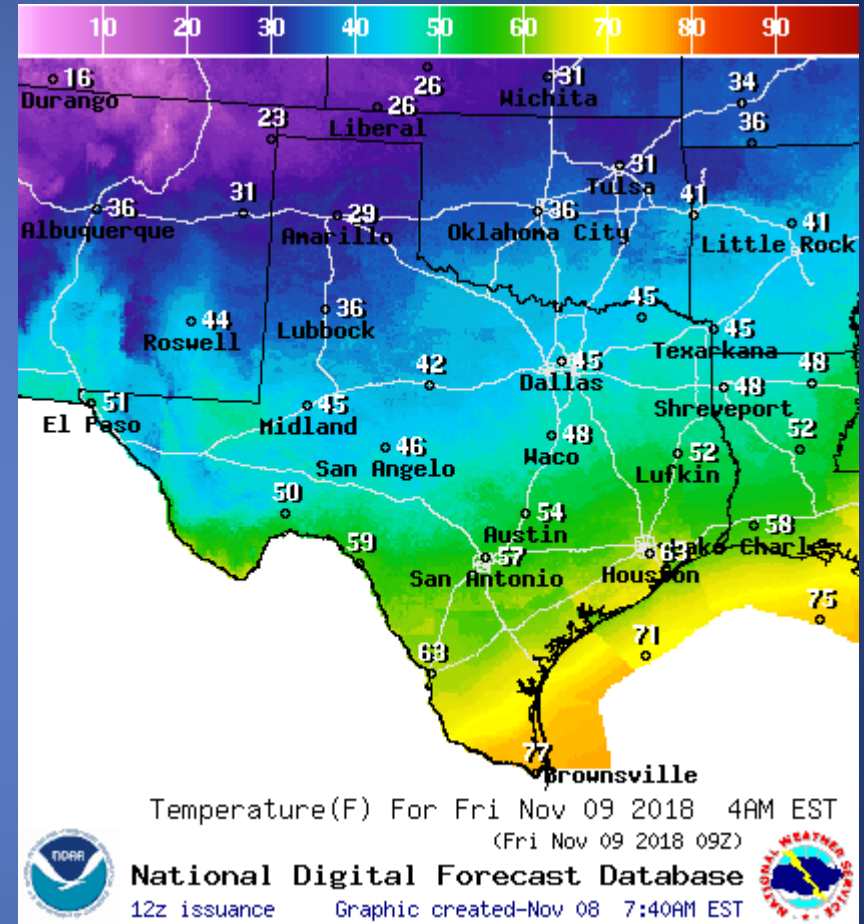 10 20 30 40 50 60 70 80 90
16
Durango
26
26
Liberal
31
Wichita
34
36
23
31
Tulsa
36
Albuquerque
31
29
Amarillo
36
Oklahoma City
41
41
Little Rock
44
Roswell
36
Lubbock
45
45
Texarkana
42
45
Dallas
48
48
Shreveport
51
El Paso
45
Midland
46
San Angelo
48
Waco
52
Lufkin
52
50
54
Austin
58
Lake Charles
59
57
San Antonio
63
Houston
75
71
63
77
Brownsville
Temperature(F) For Fri Nov 09 2018 4AM EST
(Fri Nov 09 2018 09Z)
NOAA
National Digital Forecast Database
12z issuance Graphic created-Nov 08 7:40AM EST
NATIONAL WEATHER SERVICE